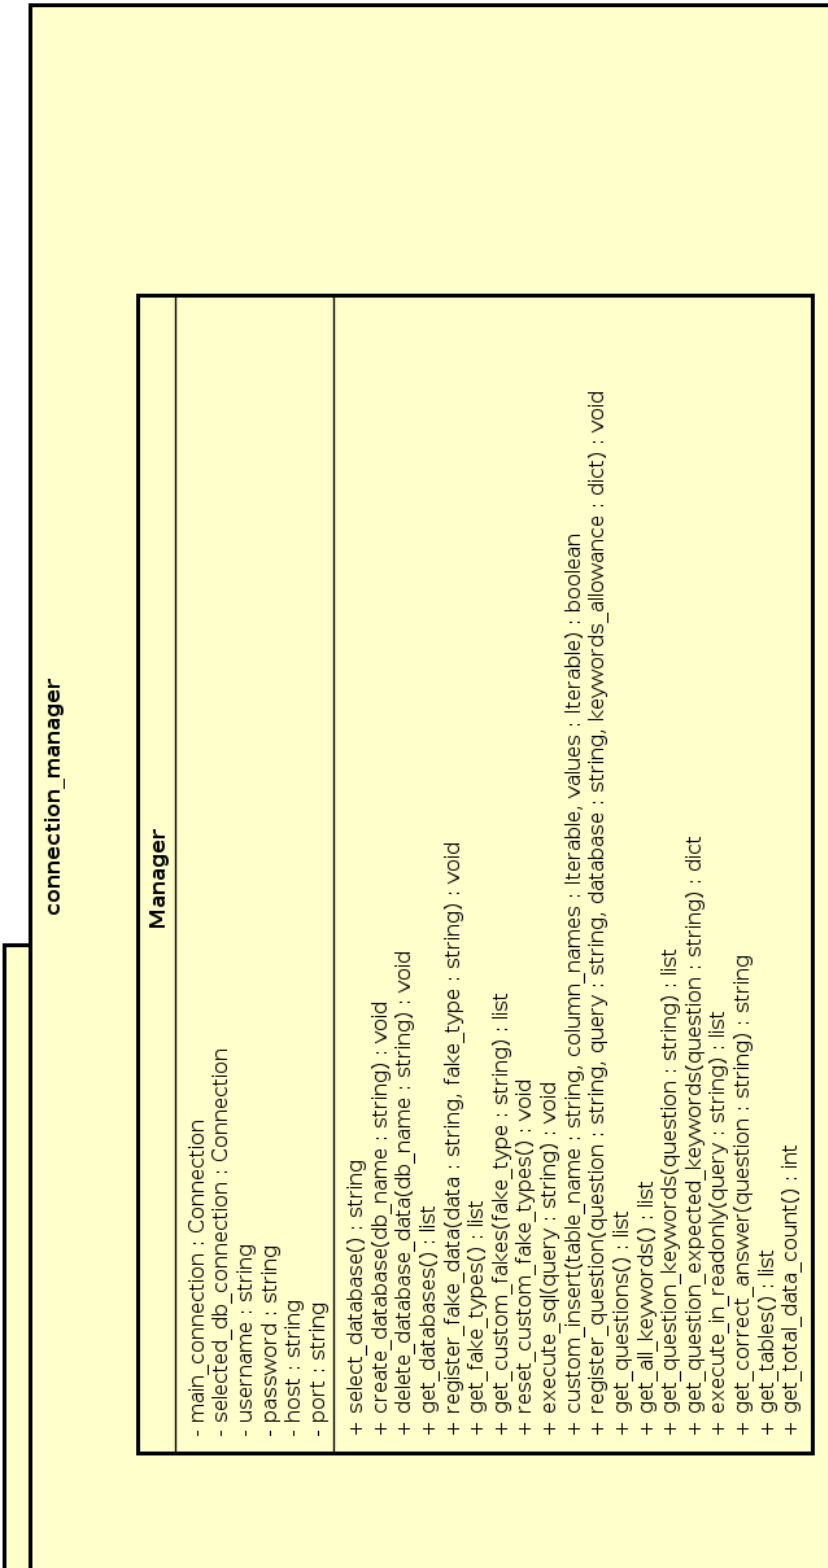 connection_manager
Manager
- main_connection : Connection
- selected_db_connection : Connection
- username : string
- password : string
- host : string
- port : string
+ select_database() : string
+ create_database(db_name : string) : void
+ delete_database_data(db_name : string) : void
+ get_databases() : list
+ register_fake_data(data : string, fake_type : string) : void
+ get_fake_types() : list
+ get_custom_fakes(fake_type : string) : list
+ reset_custom_fake_types() : void
+ execute_sql(query : string) : void
+ custom_insert(table_name : string, column_names : Iterable, values : Iterable) : boolean
+ register_question(question : string, query : string, database : string, keywords_allowance : dict) : void
+ get_questions() : list
+ get_all_keywords() : list
+ get_question_keywords(question : string) : list
+ get_question_expected_keywords(question : string) : dict
+ execute_in_readonly(query : string) : list
+ get_correct_answer(question : string) : string
+ get_tables() : list
+ get_total_data_count() : int